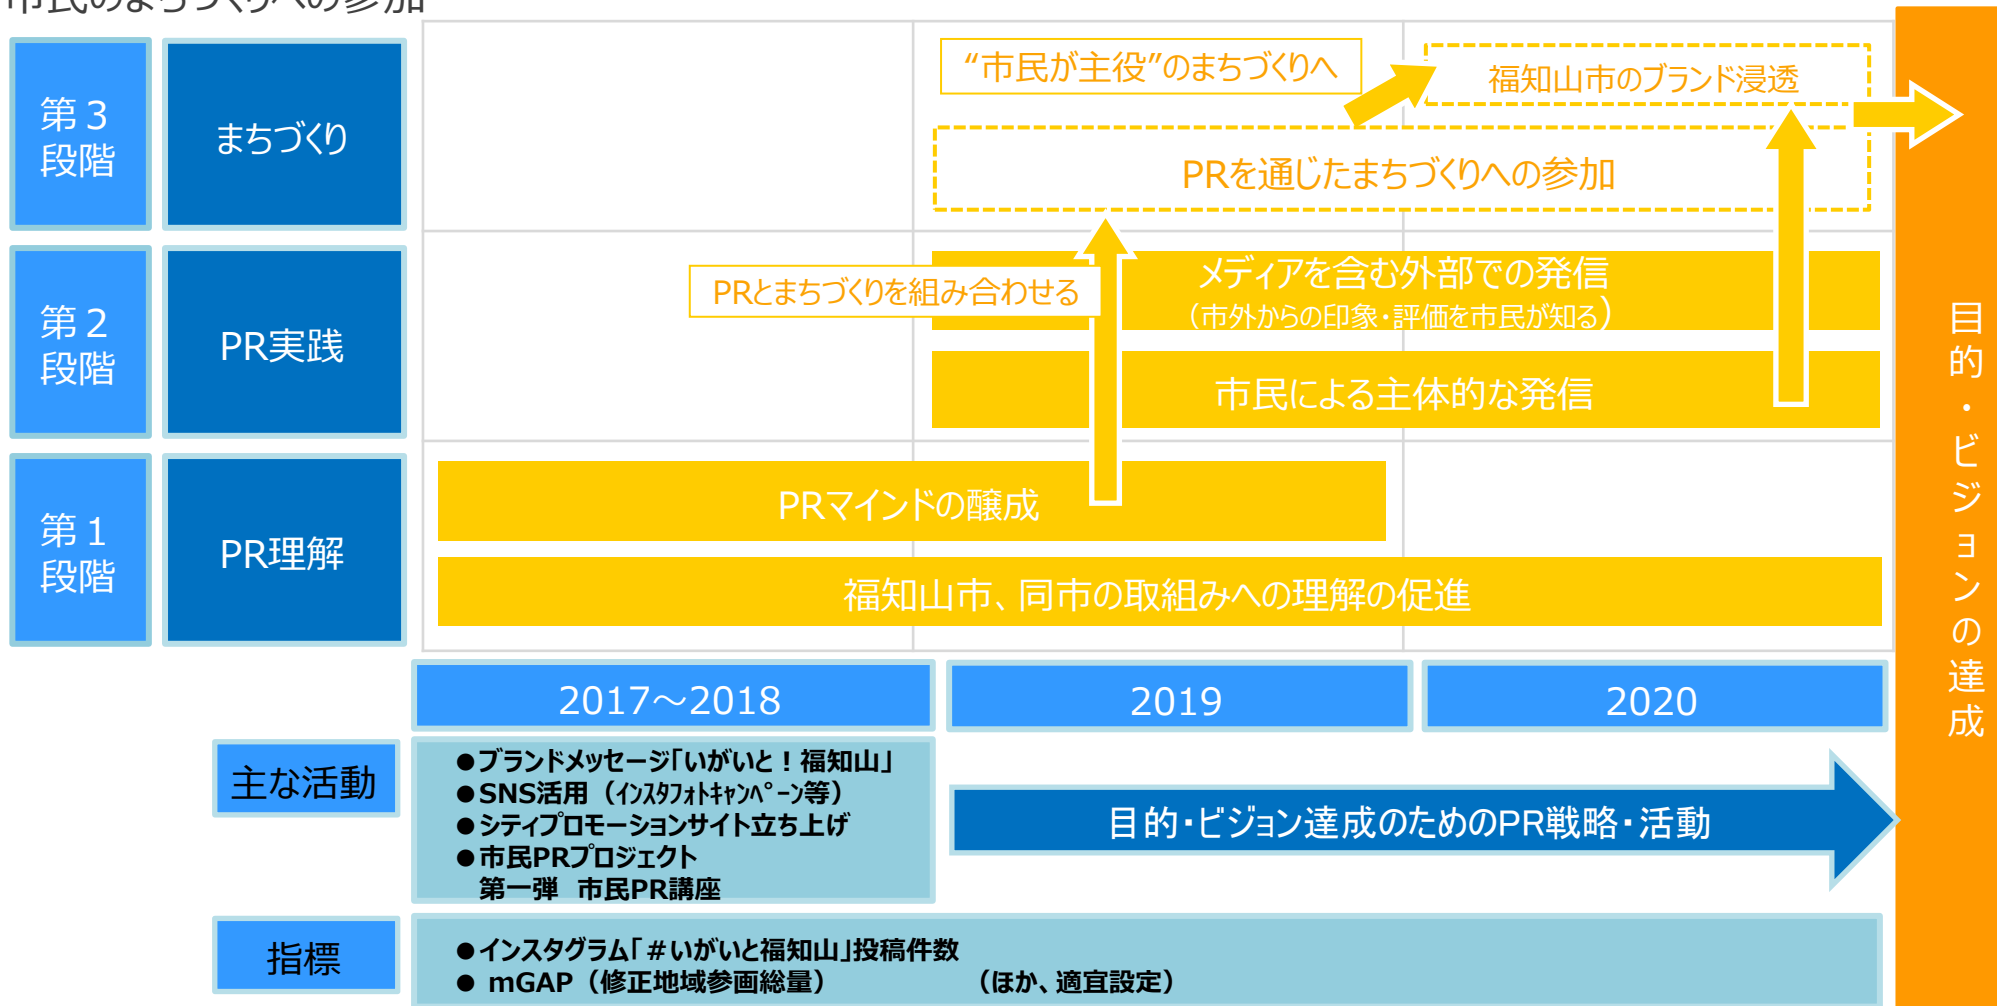 市民のまちづくりへの参加
第３
段階
まちづくり
“市民が主役”のまちづくりへ
福知山市のブランド浸透
PRを通じたまちづくりへの参加
第２
段階
PR実践
PRとまちづくりを組み合わせる
メディアを含む外部での発信
（市外からの印象・評価を市民が知る）
市民による主体的な発信
第１
段階
PR理解
PRマインドの醸成
福知山市、同市の取組みへの理解の促進
目的・ビジョンの達成
2017～2018
2019
2020
主な活動
●ブランドメッセージ「いがいと！福知山」
●SNS活用（ｲﾝｽﾀﾌｫﾄｷｬﾝﾍﾟｰﾝ等）
●シティプロモーションサイト立ち上げ
●市民PRプロジェクト
第一弾　市民PR講座
目的・ビジョン達成のためのPR戦略・活動
指標
●インスタグラム「＃いがいと福知山」投稿件数
● mGAP（修正地域参画総量）　　　　　　（ほか、適宜設定）